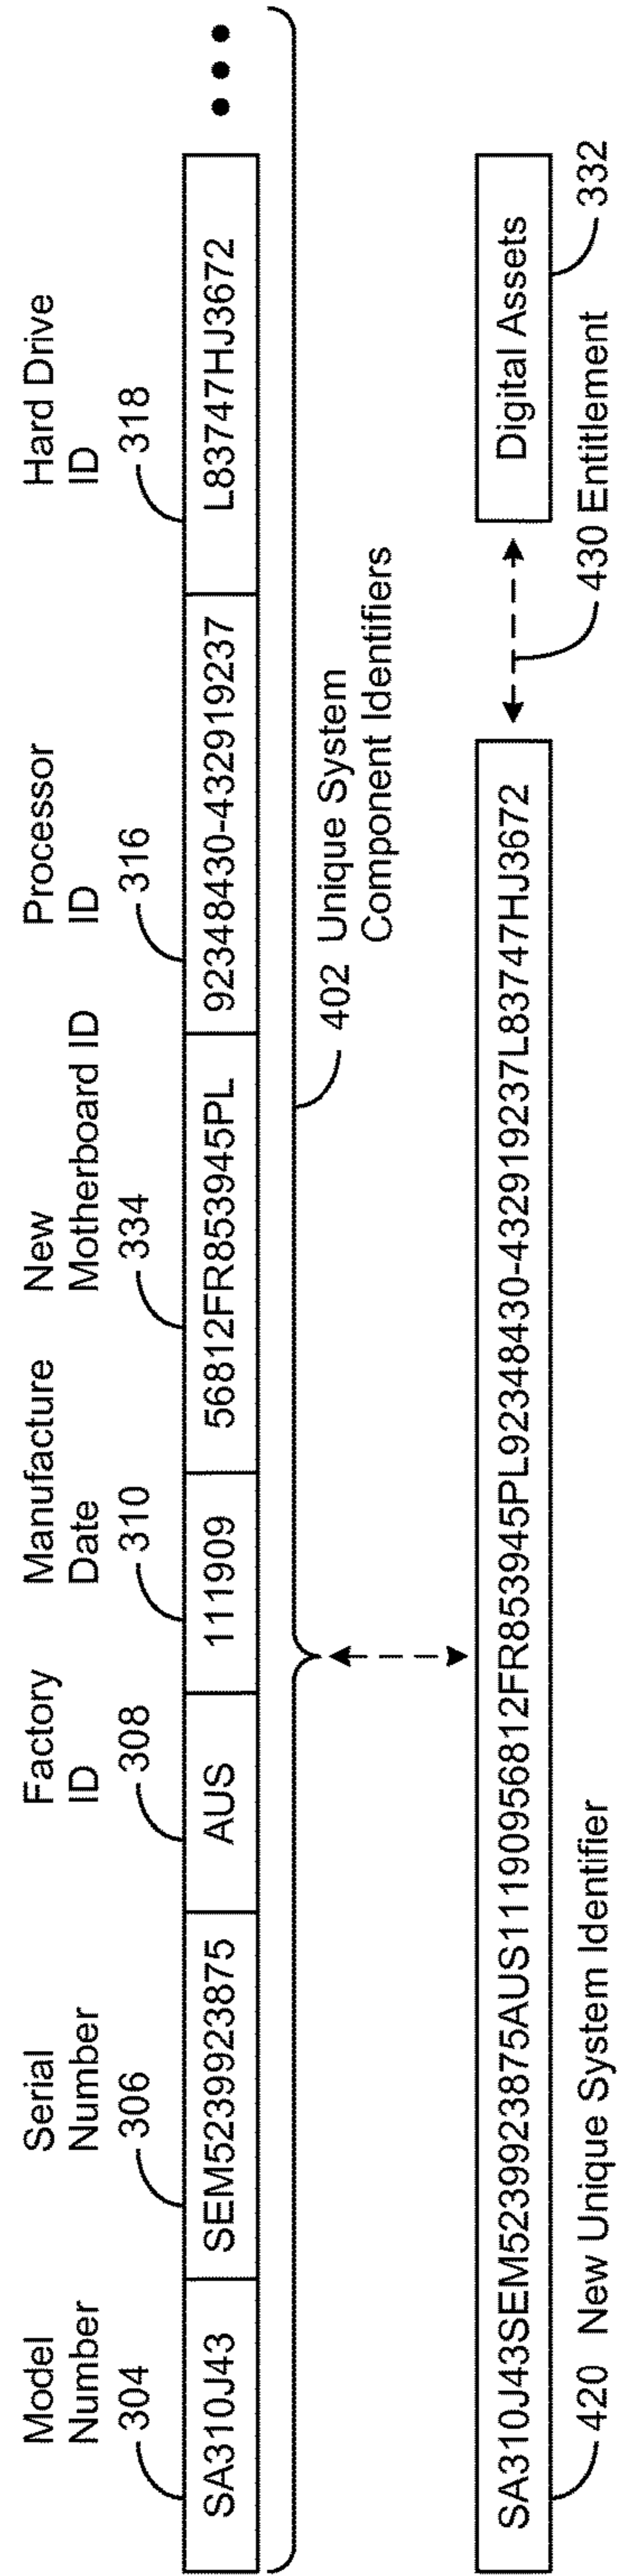 Model
Number
304
Serial
Number
306
Factory
ID
308
Manufacture
Date
310
New
Motherboard ID
334
Processor
ID
316
Hard Drive
ID
318
SA310J43 SEM5239923875 AUS 111909 56812FR853945PL 92348430-432919237 L83747HJ3672
402 Unique System
Component Identifiers
SA310J43SEM5239923875AUS11190956812FR853945PL92348430-432919237L83747HJ3672 Digital Assets
420 New Unique System Identifier
430 Entitlement
332